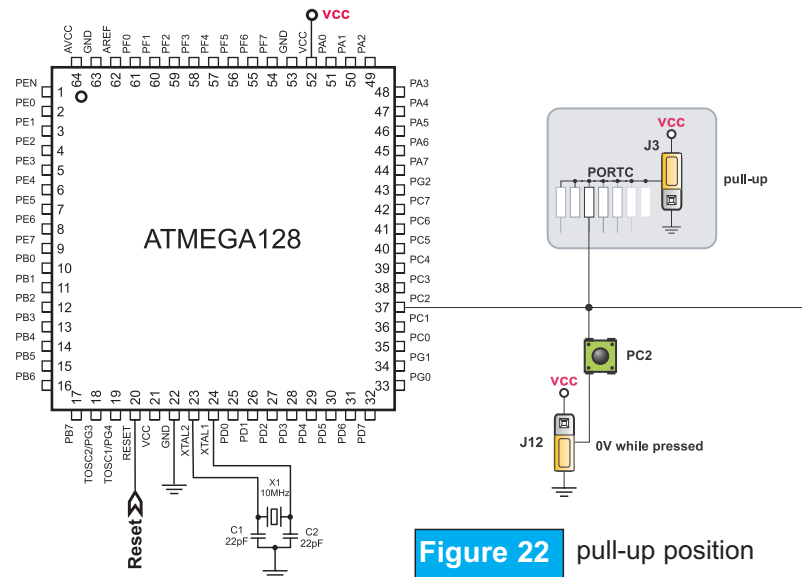 VCC
AVCC
GND
AREF
PF0
PF1
PF2
PF3
PF4
PF5
PF6
PF7
GND
VCC
PA0
PA1
PA2
64 63 62 61 60 59 58 57 56 55 54 53 52 51 50 49
PEN 1
PE0 2
PE1 3
PE2 4
PE3 5
PE4 6
PE5 7
PE6 8
PE7 9
PB0 10
PB1 11
PB2 12
PB3 13
PB4 14
PB5 15
PB6 16
ATMEGA128
48 PA3
47 PA4
46 PA5
45 PA6
44 PA7
43 PG2
42 PC7
41 PC6
40 PC5
39 PC4
38 PC3
37 PC2
36 PC1
35 PC0
34 PG1
33 PG0
17 18 19 20 21 22 23 24 25 26 27 28 29 30 31 32
PB7
TOSC2/PG3
TOSC1/PG4
RESET
VCC
GND
XTAL2
XTAL1
PD0
PD1
PD2
PD3
PD4
PD5
PD6
PD7
Reset
X1
10MHz
C1
22pF
C2
22pF
VCC
J3
PORTC
pull-up
PC2
VCC
J12
0V while pressed
Figure 22 pull-up position